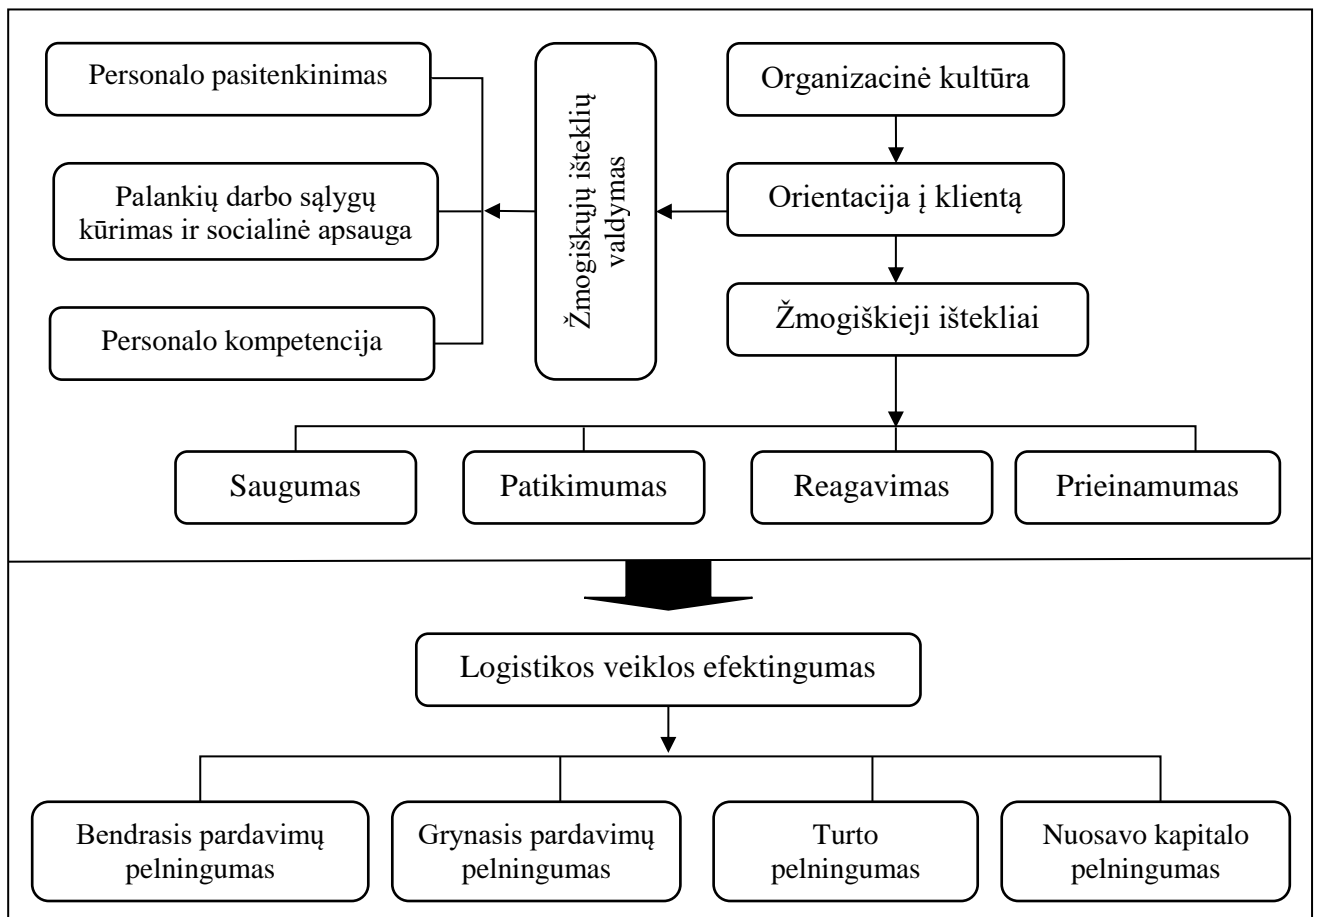 Personalo pasitenkinimas
Palankių darbo sąlygų
kūrimas ir socialinė apsauga
Personalo kompetencija
Žmogiškųjų išteklių
valdymas
Organizacinė kultūra
Orientacija į klientą
Žmogiškieji ištekliai
Saugumas
Patikimumas
Reagavimas
Prieinamumas
Logistikos veiklos efektingumas
Bendrasis pardavimų
pelningumas
Grynasis pardavimų
pelningumas
Turto
pelningumas
Nuosavo kapitalo
pelningumas